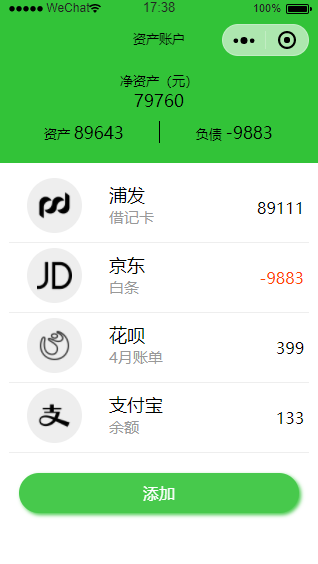 WeChat 17:38 100%
资产账户
净资产（元）
79760
资产 89643 负债 -9883
浦发
借记卡
89111
JD
京东
白条
-9883
花呗
4月账单
399
支
支付宝
余额
133
添加